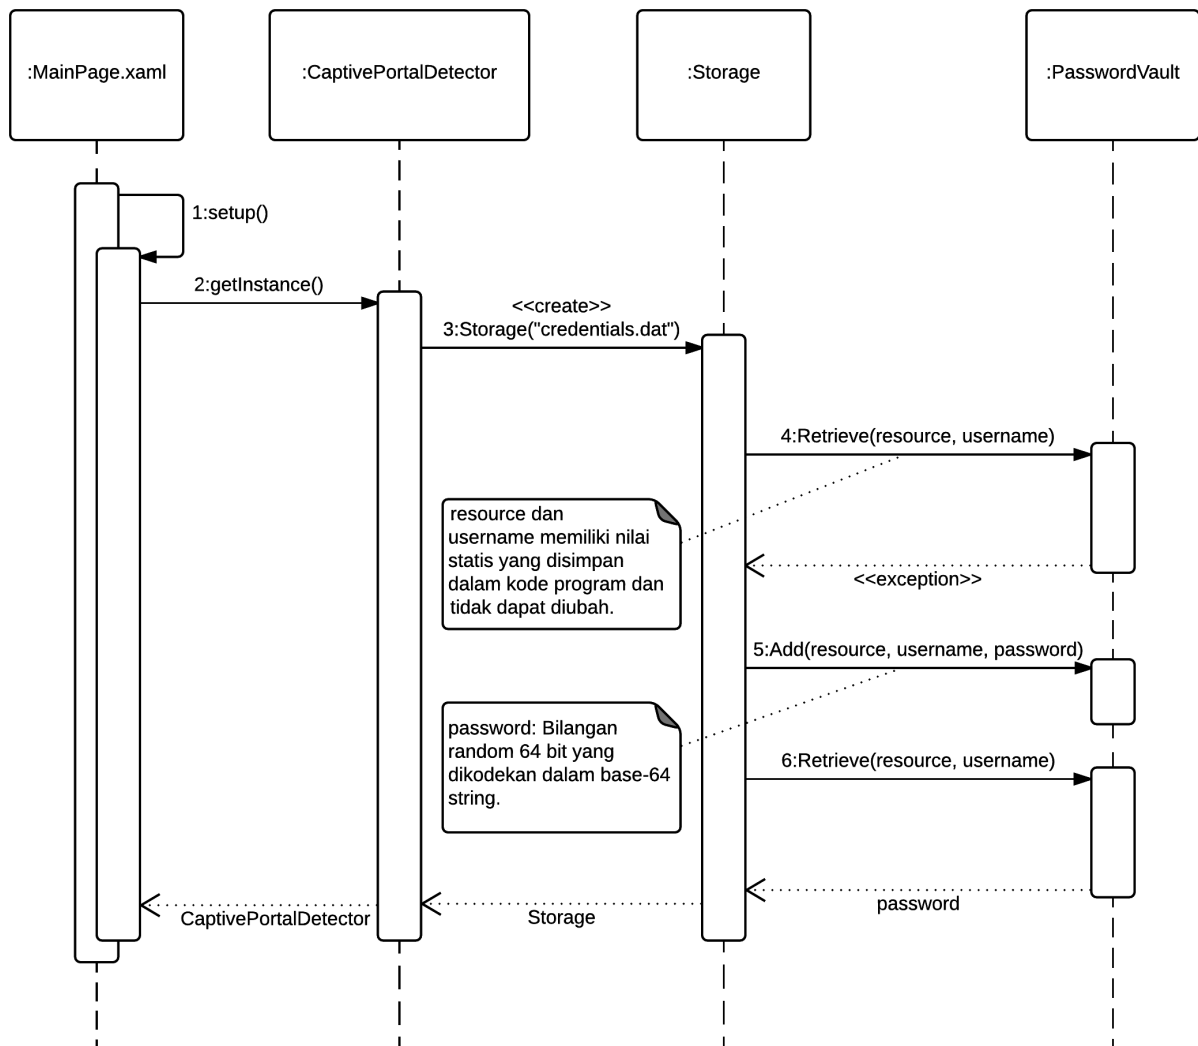 :MainPage.xaml
:CaptivePortalDetector
:Storage
:PasswordVault
1:setup()
2:getInstance()
<<create>>
3:Storage("credentials.dat")
4:Retrieve(resource, username)
resource dan
username memiliki nilai
statis yang disimpan
dalam kode program dan
tidak dapat diubah.
<<exception>>
5:Add(resource, username, password)
password: Bilangan
random 64 bit yang
dikodekan dalam base-64
string.
6:Retrieve(resource, username)
password
Storage
CaptivePortalDetector